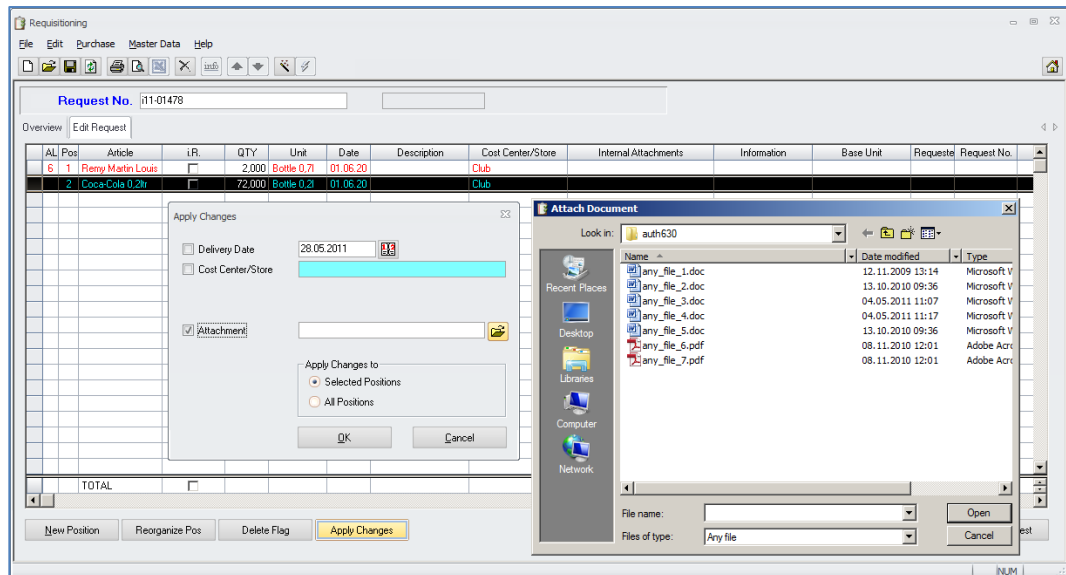 Requisitioning
File Edit Purchase Master Data Help
info
Request No. i11-01478
Overview Edit Request
AL Pos Article i.R. QTY Unit Date Description Cost Center/Store Internal Attachments Information Base Unit Requeste Request No.
6 1 Remy Martin Louis 2,000 Bottle 0,7l 01.06.20 Club
2 Coca-Cola 0,2ltr 72,000 Bottle 0,2l 01.06.20 Club
Apply Changes
Delivery Date 28.05.2011
Cost Center/Store
Attachment
Apply Changes to
Selected Positions
All Positions
OK Cancel
Attach Document
Look in: auth630
Name Date modified Type
any_file_1.doc 12.11.2009 13:14 Microsoft W
any_file_2.doc 13.10.2010 09:36 Microsoft W
any_file_3.doc 04.05.2011 11:07 Microsoft W
any_file_4.doc 04.05.2011 11:17 Microsoft W
any_file_5.doc 13.10.2010 09:36 Microsoft W
any_file_6.pdf 08.11.2010 12:01 Adobe Acro
any_file_7.pdf 08.11.2010 12:01 Adobe Acro
Recent Places
Desktop
Libraries
Computer
Network
File name: Open
Files of type: Any file Cancel
TOTAL
New Position Reorganize Pos Delete Flag Apply Changes est
NUM